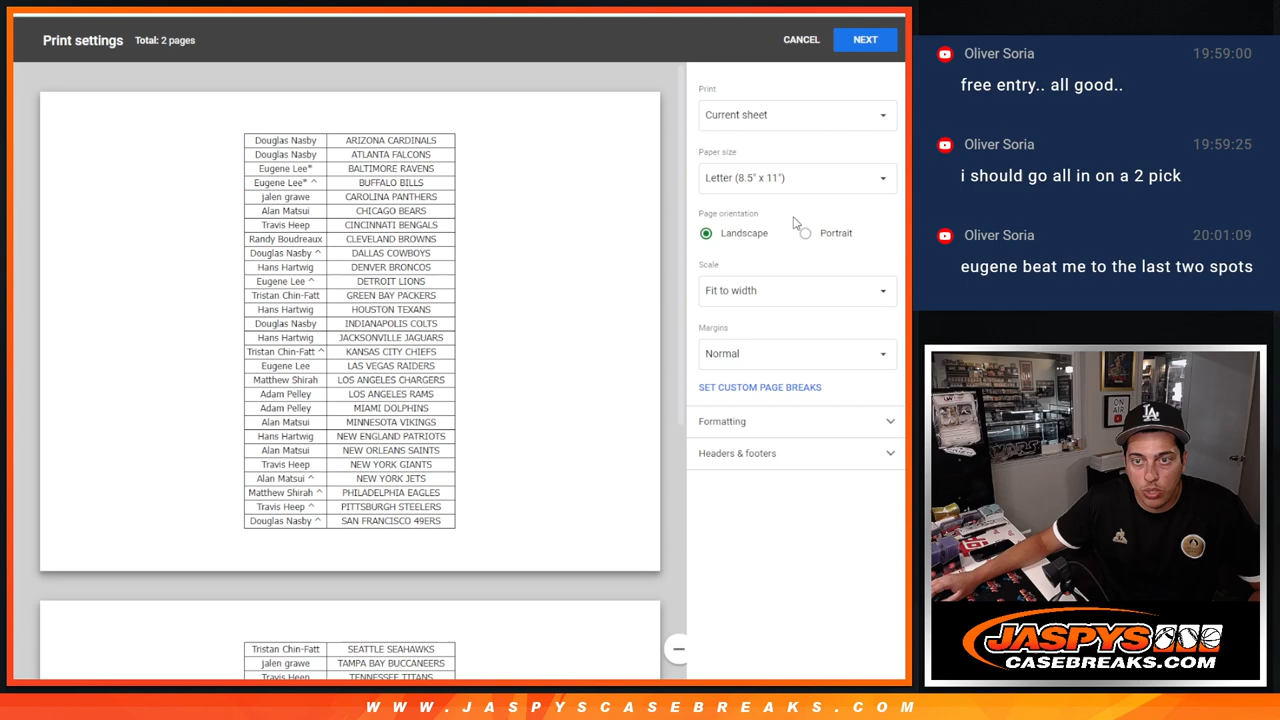 Print settings Total: 2 pages CANCEL NEXT
Douglas Nasby ARIZONA CARDINALS
Douglas Nasby ATLANTA FALCONS
Eugene Lee* BALTIMORE RAVENS
Eugene Lee* ^ BUFFALO BILLS
jalen grawe CAROLINA PANTHERS
Alan Matsui CHICAGO BEARS
Travis Heep CINCINNATI BENGALS
Randy Boudreaux CLEVELAND BROWNS
Douglas Nasby ^ DALLAS COWBOYS
Hans Hartwig DENVER BRONCOS
Eugene Lee ^ DETROIT LIONS
Tristan Chin-Fatt GREEN BAY PACKERS
Hans Hartwig HOUSTON TEXANS
Douglas Nasby INDIANAPOLIS COLTS
Hans Hartwig JACKSONVILLE JAGUARS
Tristan Chin-Fatt ^ KANSAS CITY CHIEFS
Eugene Lee LAS VEGAS RAIDERS
Matthew Shirah LOS ANGELES CHARGERS
Adam Pelley LOS ANGELES RAMS
Adam Pelley MIAMI DOLPHINS
Alan Matsui MINNESOTA VIKINGS
Hans Hartwig NEW ENGLAND PATRIOTS
Alan Matsui NEW ORLEANS SAINTS
Travis Heep NEW YORK GIANTS
Alan Matsui ^ NEW YORK JETS
Matthew Shirah ^ PHILADELPHIA EAGLES
Travis Heep ^ PITTSBURGH STEELERS
Douglas Nasby ^ SAN FRANCISCO 49ERS
Tristan Chin-Fatt SEATTLE SEAHAWKS
jalen grawe TAMPA BAY BUCCANEERS
Travis Heep TENNESSEE TITANS
Print
Current sheet
Paper size
Letter (8.5" x 11")
Page orientation
Landscape Portrait
Scale
Fit to width
Margins
Normal
SET CUSTOM PAGE BREAKS
Formatting
Headers & footers
Oliver Soria 19:59:00
free entry.. all good..
Oliver Soria 19:59:25
i should go all in on a 2 pick
Oliver Soria 20:01:09
eugene beat me to the last two spots
ON
AIR
LA
JASPYS
CASEBREAKS.COM
WWW.JASPYSCASEBREAKS.COM